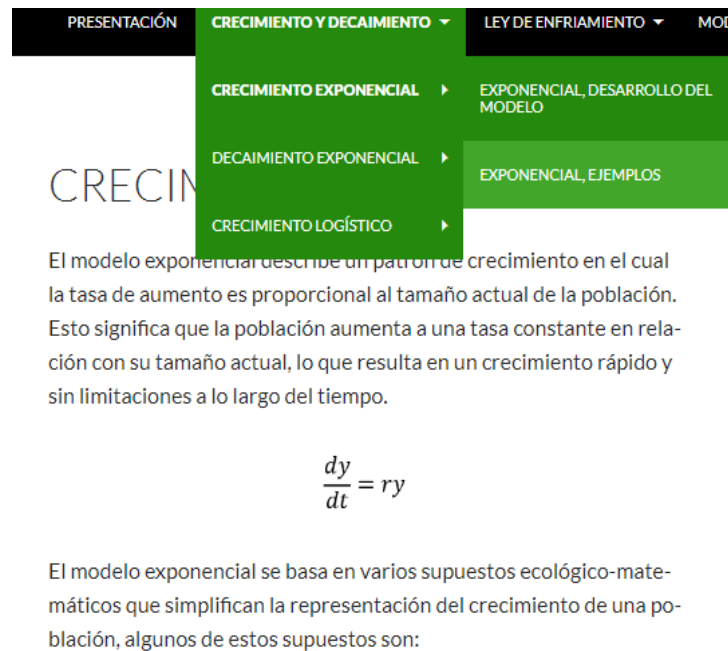 PRESENTACIÓN CRECIMIENTO Y DECAIMIENTO LEY DE ENFRIAMIENTO
CRECIMIENTO EXPONENCIAL
EXPONENCIAL, DESARROLLO DEL
MODELO
DECAIMIENTO EXPONENCIAL
EXPONENCIAL, EJEMPLOS
CRECIMIENTO LOGÍSTICO
El modelo exponencial describe un patrón de crecimiento en el cual
la tasa de aumento es proporcional al tamaño actual de la población.
Esto significa que la población aumenta a una tasa constante en rela-
ción con su tamaño actual, lo que resulta en un crecimiento rápido y
sin limitaciones a lo largo del tiempo.
dy/dt = ry
El modelo exponencial se basa en varios supuestos ecológico-mate-
máticos que simplifican la representación del crecimiento de una po-
blación, algunos de estos supuestos son: